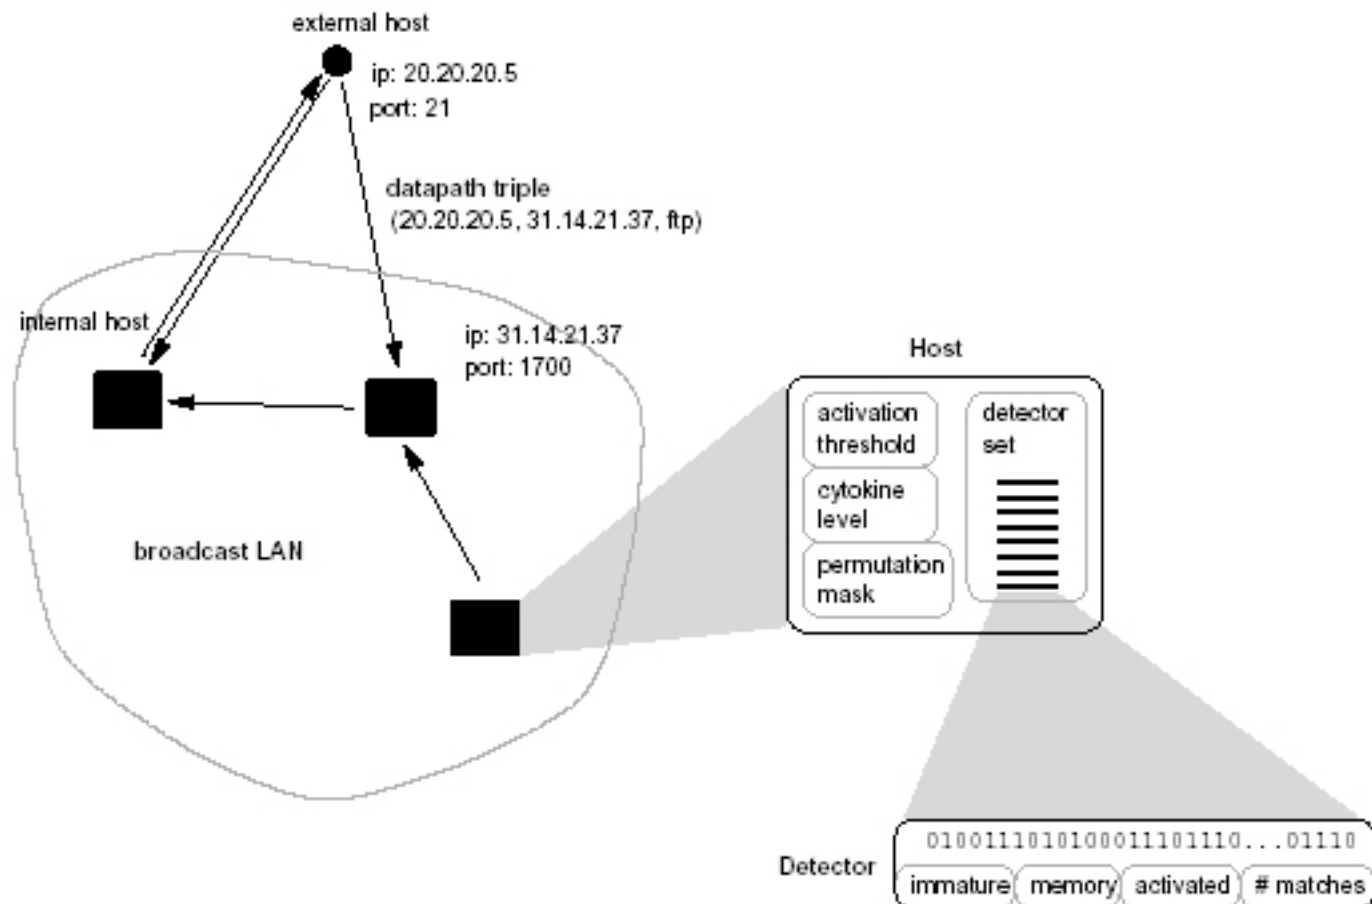 external host
ip: 20.20.20.5
port: 21
datapath triple
(20.20.20.5, 31.14.21.37, ftp)
internal host
ip: 31.14.21.37
port: 1700
broadcast LAN
Host
activation
threshold
cytokine
level
permutation
mask
detector
set
Detector
010011101010001110111​0...01110
immature
memory
activated
# matches